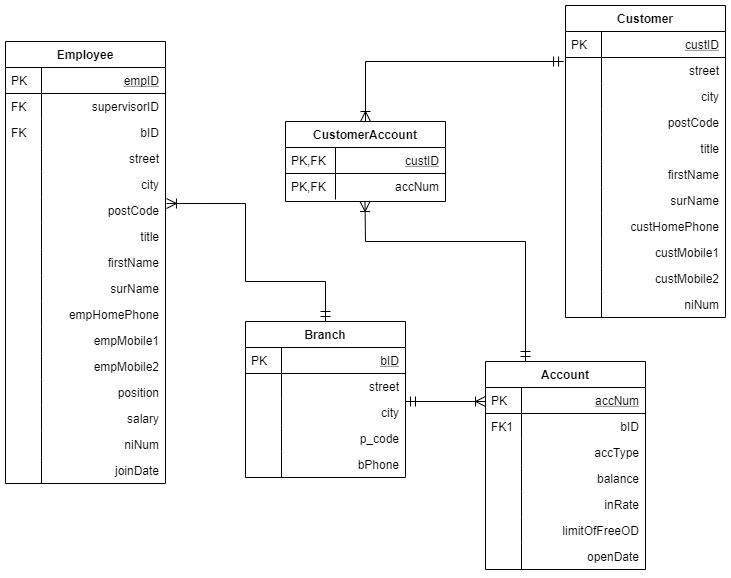 Employee
PK empID
FK supervisorID
FK bID
street
city
postCode
title
firstName
surName
empHomePhone
empMobile1
empMobile2
position
salary
niNum
joinDate
CustomerAccount
PK,FK custID
PK,FK accNum
Customer
PK custID
street
city
postCode
title
firstName
surName
custHomePhone
custMobile1
custMobile2
niNum
Branch
PK bID
street
city
p_code
bPhone
Account
PK accNum
FK1 bID
accType
balance
inRate
limitOfFreeOD
openDate